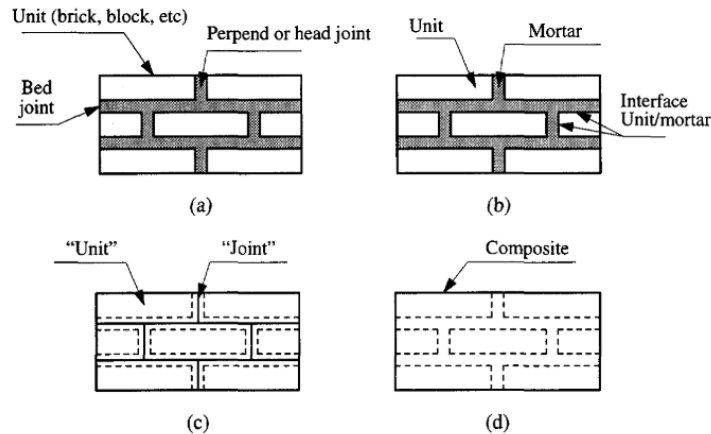 Unit (brick, block, etc)
Perpend or head joint
Bed
joint
(a)
Unit
Mortar
Interface
Unit/mortar
(b)
“Unit”
“Joint”
(c)
Composite
(d)